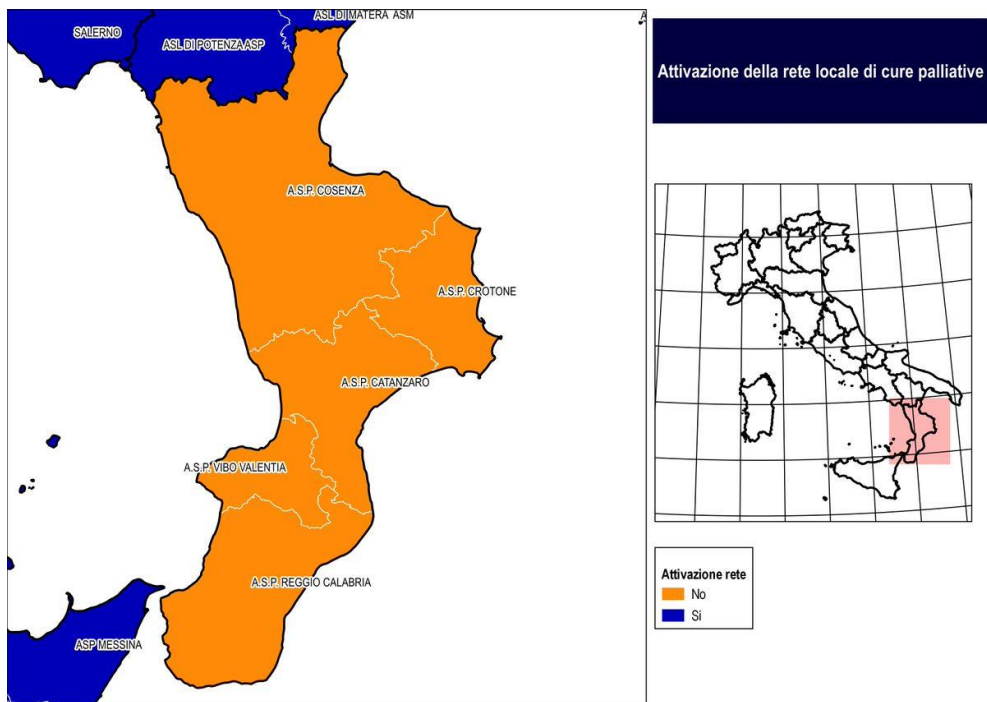 SALERNO
ASL DI POTENZA ASP
ASL DI MATERA ASM
A
A.S.P. COSENZA
A.S.P. CROTONE
A.S.P. CATANZARO
A.S.P. VIBO VALENTIA
A.S.P. REGGIO CALABRIA
ASP MESSINA
Attivazione della rete locale di cure palliative
Attivazione rete
No
Si